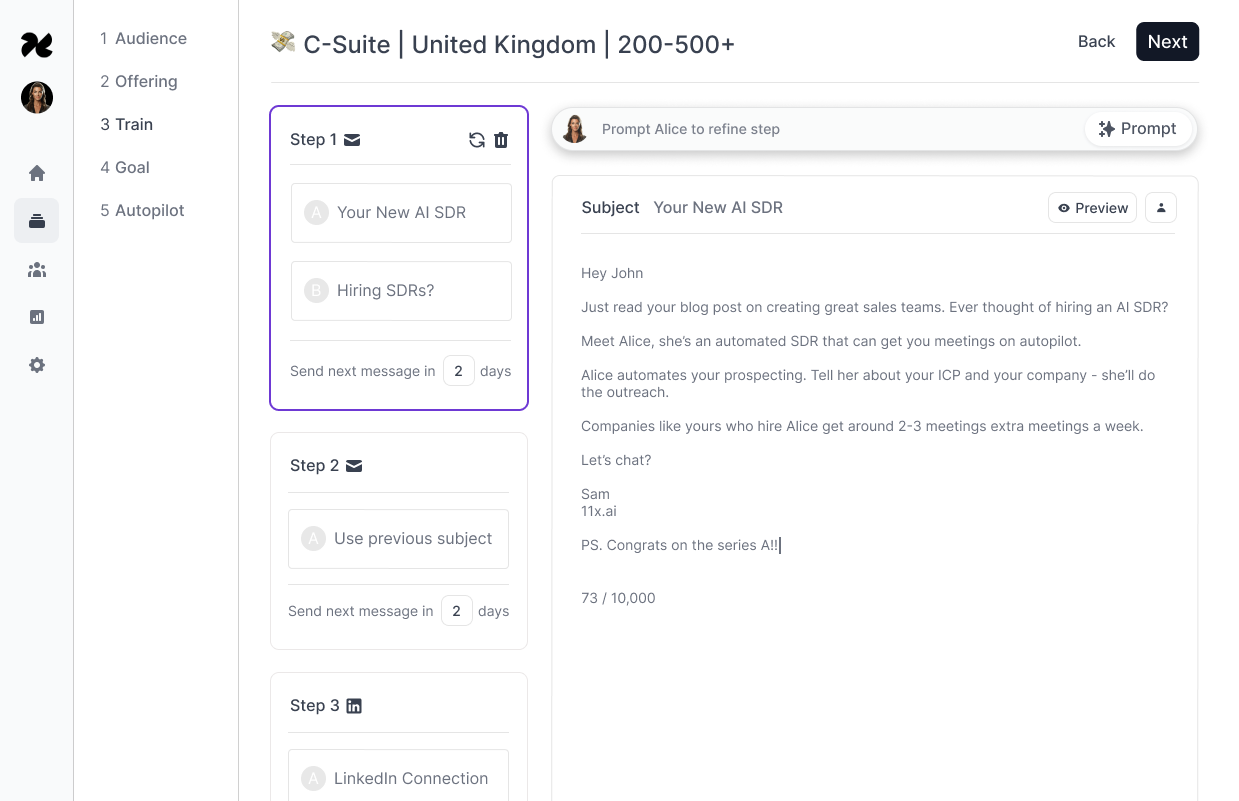 1 Audience
2 Offering
3 Train
4 Goal
5 Autopilot
C-Suite | United Kingdom | 200-500+
Back
Next
Step 1
A Your New AI SDR
B Hiring SDRs?
Send next message in 2 days
Step 2
A Use previous subject
Send next message in 2 days
Step 3
A LinkedIn Connection
Prompt Alice to refine step
Prompt
Subject Your New AI SDR
Preview
Hey John
Just read your blog post on creating great sales teams. Ever thought of hiring an AI SDR?
Meet Alice, she’s an automated SDR that can get you meetings on autopilot.
Alice automates your prospecting. Tell her about your ICP and your company - she’ll do
the outreach.
Companies like yours who hire Alice get around 2-3 meetings extra meetings a week.
Let’s chat?
Sam
11x.ai
PS. Congrats on the series A!!
73 / 10,000